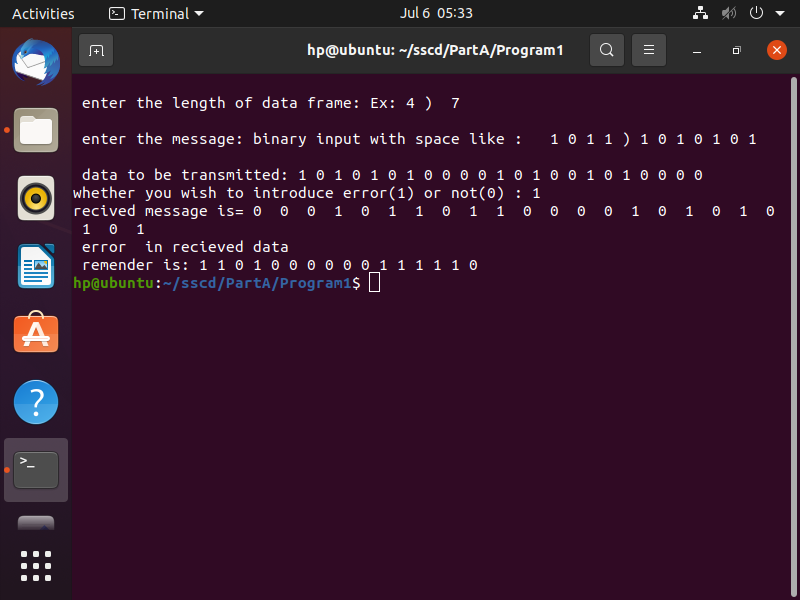 Activities Terminal Jul 6 05:33
hp@ubuntu: ~/sscd/PartA/Program1
enter the length of data frame: Ex: 4 ) 7
enter the message: binary input with space like : 1 0 1 1 ) 1 0 1 0 1 0 1
data to be transmitted: 1 0 1 0 1 0 1 0 0 0 0 1 0 1 0 0 1 0 1 0 0 0 0
whether you wish to introduce error(1) or not(0) : 1
recived message is= 0 0 0 1 0 1 1 0 1 1 0 0 0 0 1 0 1 0 1 0
1 0 1
error in recieved data
remender is: 1 1 0 1 0 0 0 0 0 0 1 1 1 1 1 0
hp@ubuntu:~/sscd/PartA/Program1$
>_
?
>_